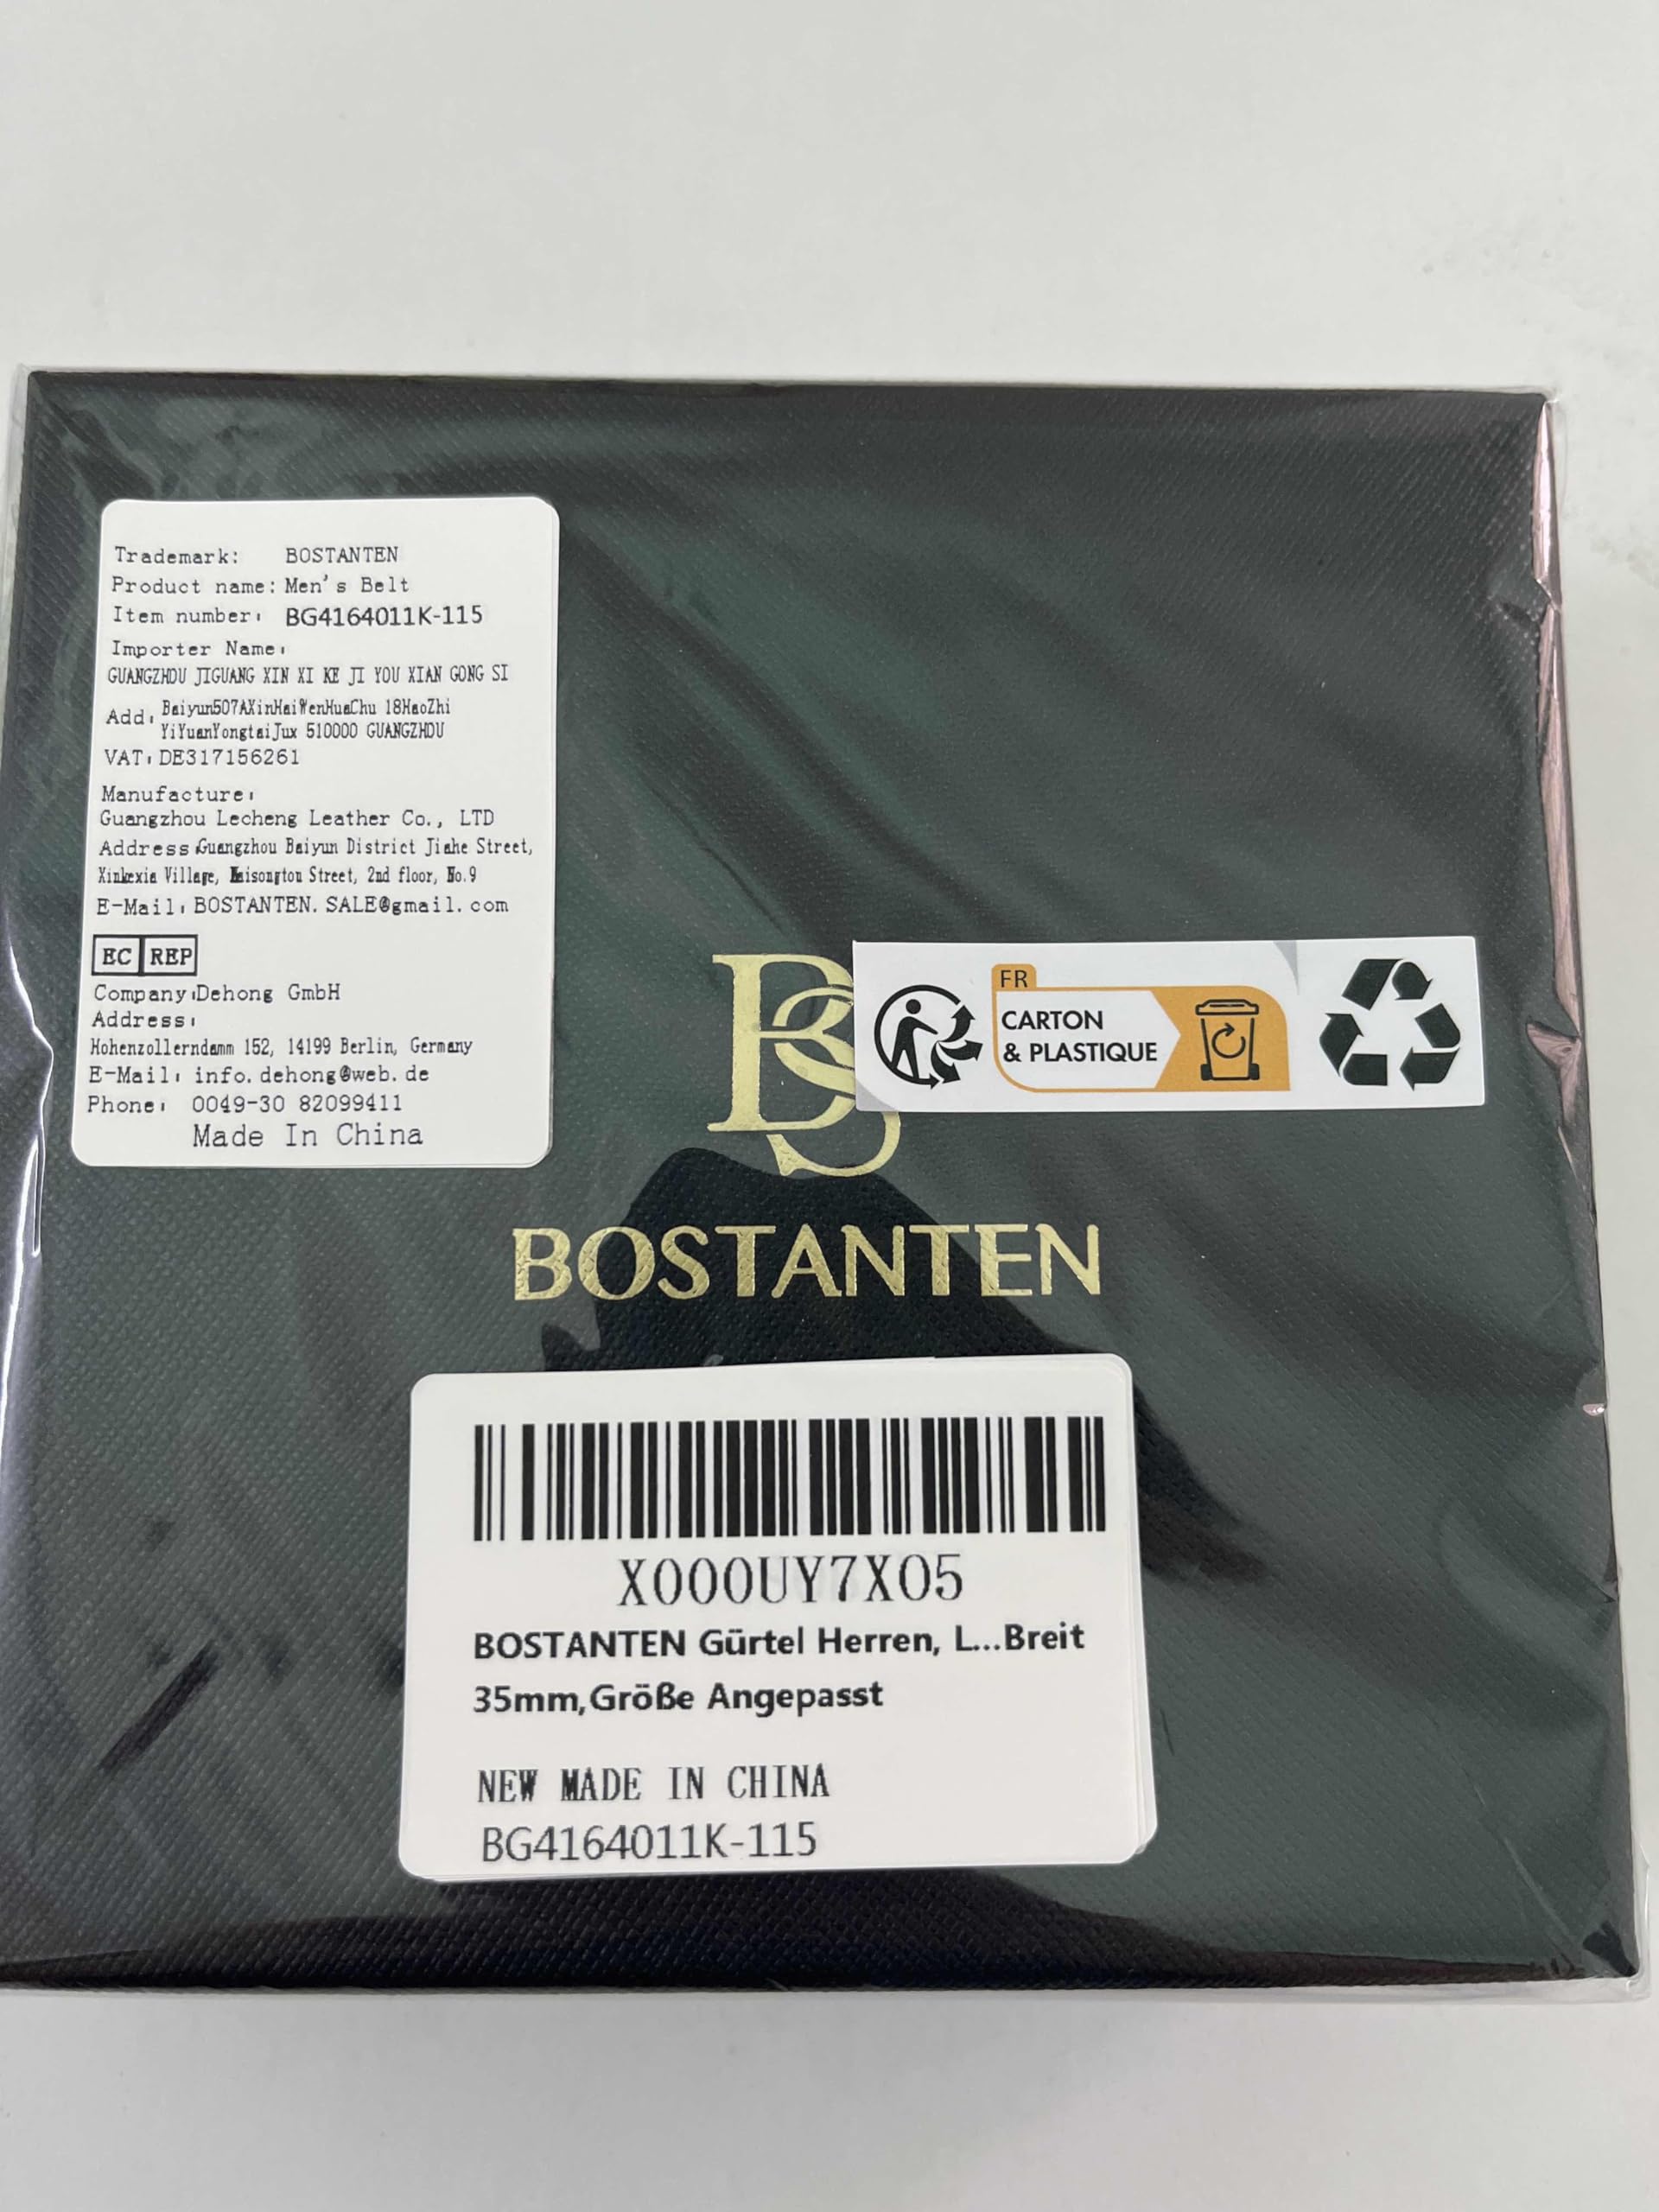 Trademark: BOSTANTEN
Product name: Men's Belt
Item number: BG4164011K-115
Importer Name:
GUANGZHOU JIGUANG XIN XI KE JI YOU XIAN GONG SI
Add: Baiyun507AXinHaiWenHuaChu 18HaoZhi
YiYuanYongtaiJux 510000 GUANGZHOU
VAT: DE317156261
Manufacture:
Guangzhou Lecheng Leather Co., LTD
Address: Guangzhou Baiyun District Jiahe Street,
Xinkexia Village, Street, 2nd floor, No.9
E-Mail: BOSTANTEN.SALE@gmail.com
EC REP
Company: Dehong GmbH
Address:
Hohenzollerndamm 152, 14199 Berlin, Germany
E-Mail: info.dehong@web.de
Phone: 0049-30 82099411
Made In China
BS
FR
CARTON
& PLASTIQUE
BOSTANTEN
X000UY7X05
BOSTANTEN Gürtel Herren, L...Breit
35mm,Größe Angepasst
NEW MADE IN CHINA
BG4164011K-115